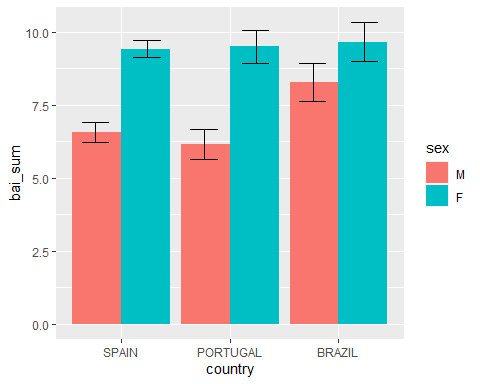 10.0
7.5
5.0
2.5
0.0
bai_sum
SPAIN PORTUGAL BRAZIL
country
sex
M
F